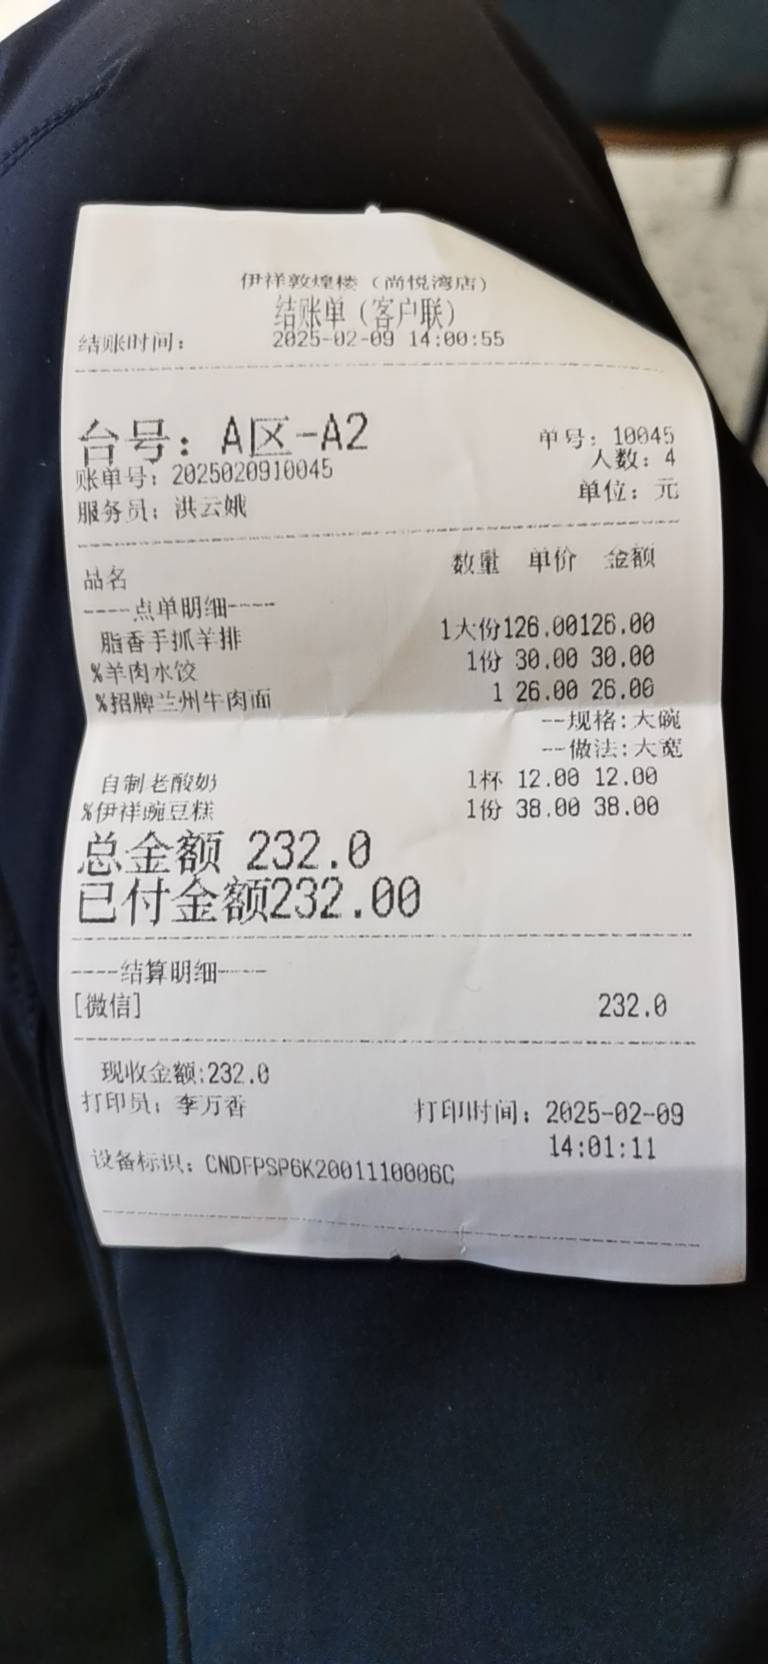 伊祥敦煌楼（尚悦湾店）
结账单（客户联）
结账时间： 2025-02-09 14:00:55
台号：A区-A2 单号：10045
账单号：2025020910045 人数：4
服务员：洪云娥 单位：元
品名 数量 单价 金额
----点单明细----
脂香手抓羊排 1大份126.00126.00
%羊肉水饺 1份 30.00 30.00
%招牌兰州牛肉面 1 26.00 26.00
--规格:大碗
--做法:大宽
自制老酸奶 1杯 12.00 12.00
%伊祥豌豆糕 1份 38.00 38.00
总金额 232.0
已付金额232.00
----结算明细----
[微信] 232.0
现收金额:232.0
打印员：李万香 打印时间：2025-02-09
14:01:11
设备标识：CNDFPSP6K2001110006C